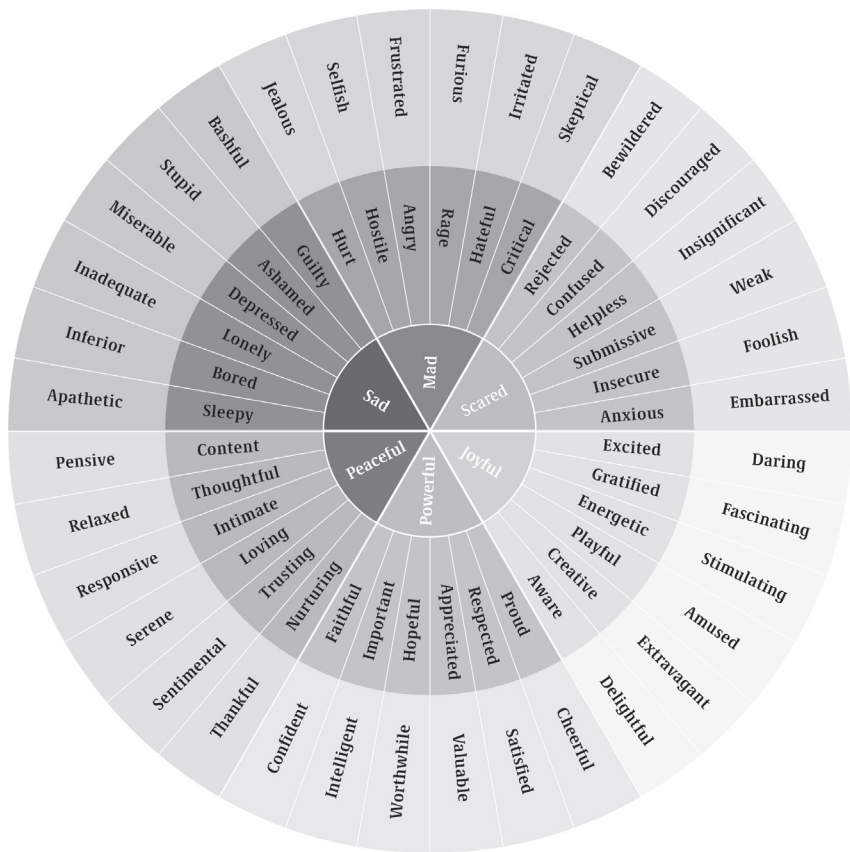 Mad
Scared
Joyful
Powerful
Peaceful
Sad
Rage
Hateful
Critical
Rejected
Confused
Helpless
Submissive
Insecure
Anxious
Excited
Gratified
Energetic
Playful
Creative
Aware
Proud
Respected
Appreciated
Hopeful
Important
Faithful
Nurturing
Trusting
Loving
Intimate
Thoughtful
Content
Sleepy
Bored
Lonely
Depressed
Ashamed
Guilty
Hurt
Hostile
Angry
Furious
Irritated
Skeptical
Bewildered
Discouraged
Insignificant
Weak
Foolish
Embarrassed
Daring
Fascinating
Stimulating
Amused
Extravagant
Delightful
Cheerful
Satisfied
Valuable
Worthwhile
Intelligent
Confident
Thankful
Sentimental
Serene
Responsive
Relaxed
Pensive
Apathetic
Inferior
Inadequate
Miserable
Stupid
Bashful
Jealous
Selfish
Frustrated